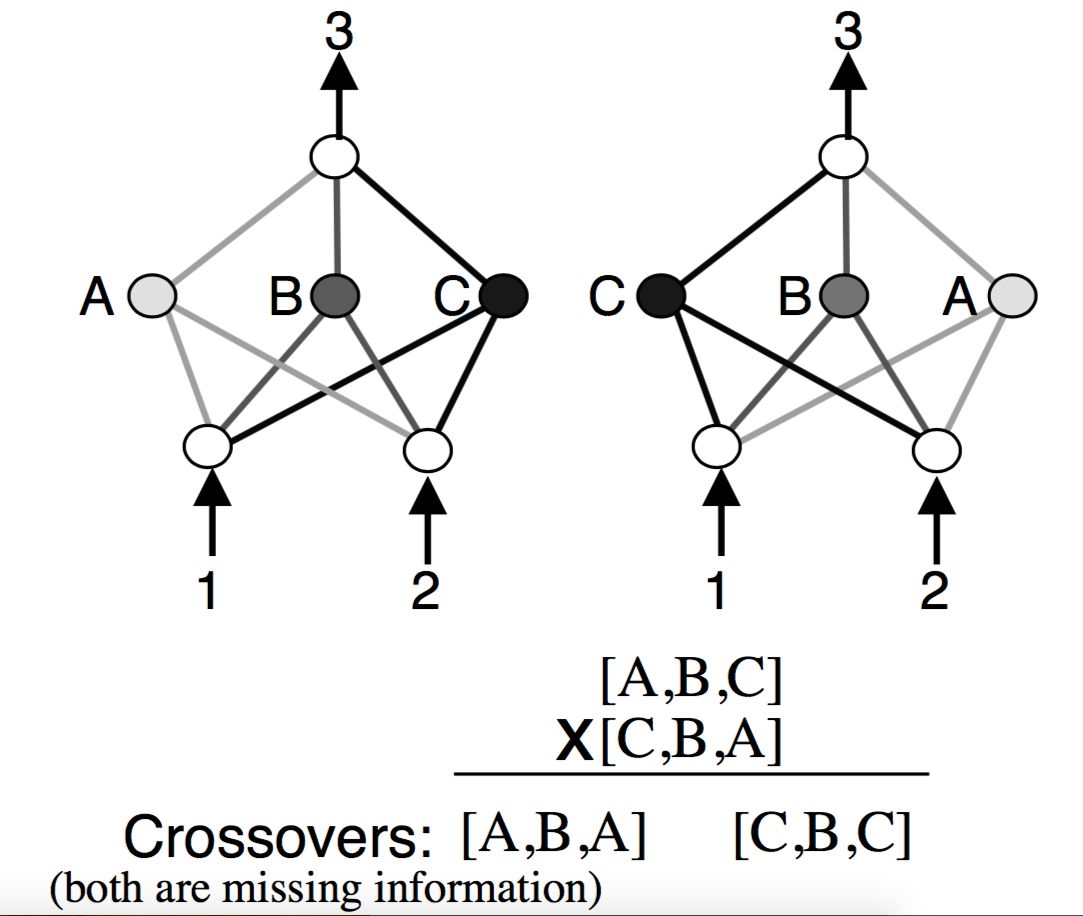 3 3
A B C C B A
1 2 1 2
[A,B,C]
X[C,B,A]
Crossovers: [A,B,A] [C,B,C]
(both are missing information)